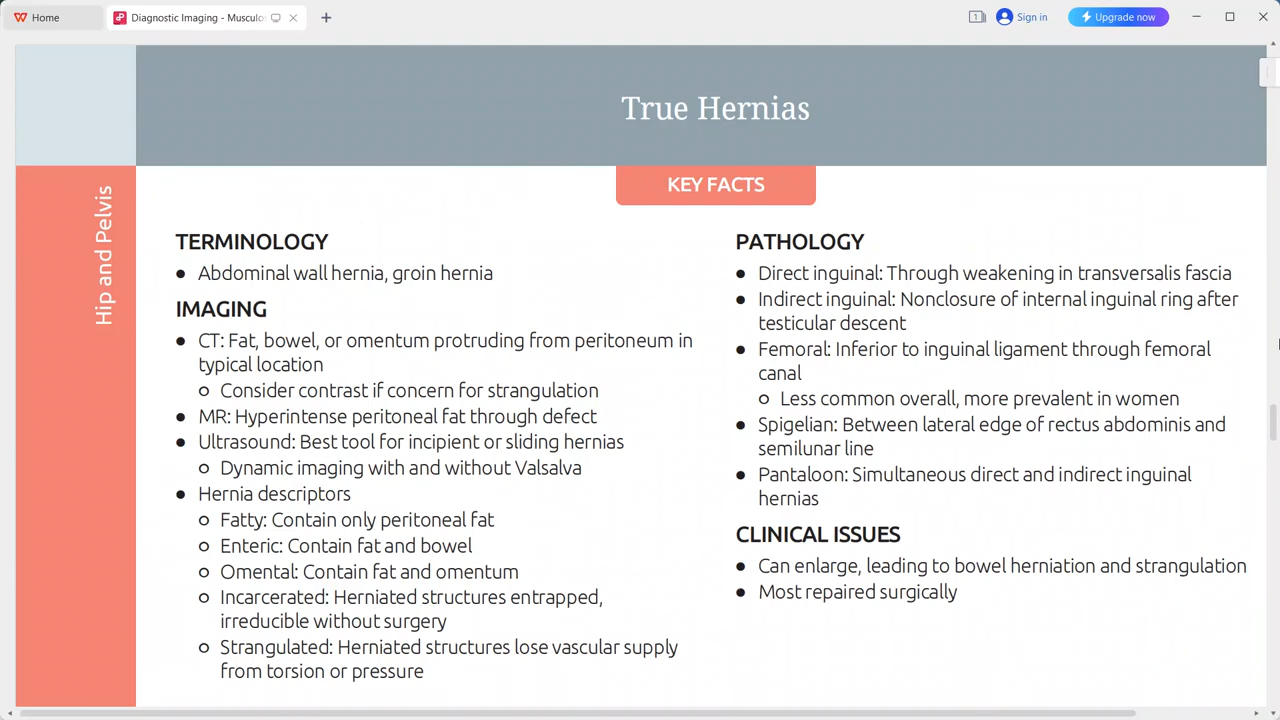 Home
Diagnostic Imaging - Musculo
1
Sign in
Upgrade now
True Hernias
KEY FACTS
Hip and Pelvis
TERMINOLOGY
● Abdominal wall hernia, groin hernia
IMAGING
● CT: Fat, bowel, or omentum protruding from peritoneum in
typical location
○ Consider contrast if concern for strangulation
● MR: Hyperintense peritoneal fat through defect
● Ultrasound: Best tool for incipient or sliding hernias
○ Dynamic imaging with and without Valsalva
● Hernia descriptors
○ Fatty: Contain only peritoneal fat
○ Enteric: Contain fat and bowel
○ Omental: Contain fat and omentum
○ Incarcerated: Herniated structures entrapped,
irreducible without surgery
○ Strangulated: Herniated structures lose vascular supply
from torsion or pressure
PATHOLOGY
● Direct inguinal: Through weakening in transversalis fascia
● Indirect inguinal: Nonclosure of internal inguinal ring after
testicular descent
● Femoral: Inferior to inguinal ligament through femoral
canal
○ Less common overall, more prevalent in women
● Spigelian: Between lateral edge of rectus abdominis and
semilunar line
● Pantaloon: Simultaneous direct and indirect inguinal
hernias
CLINICAL ISSUES
● Can enlarge, leading to bowel herniation and strangulation
● Most repaired surgically